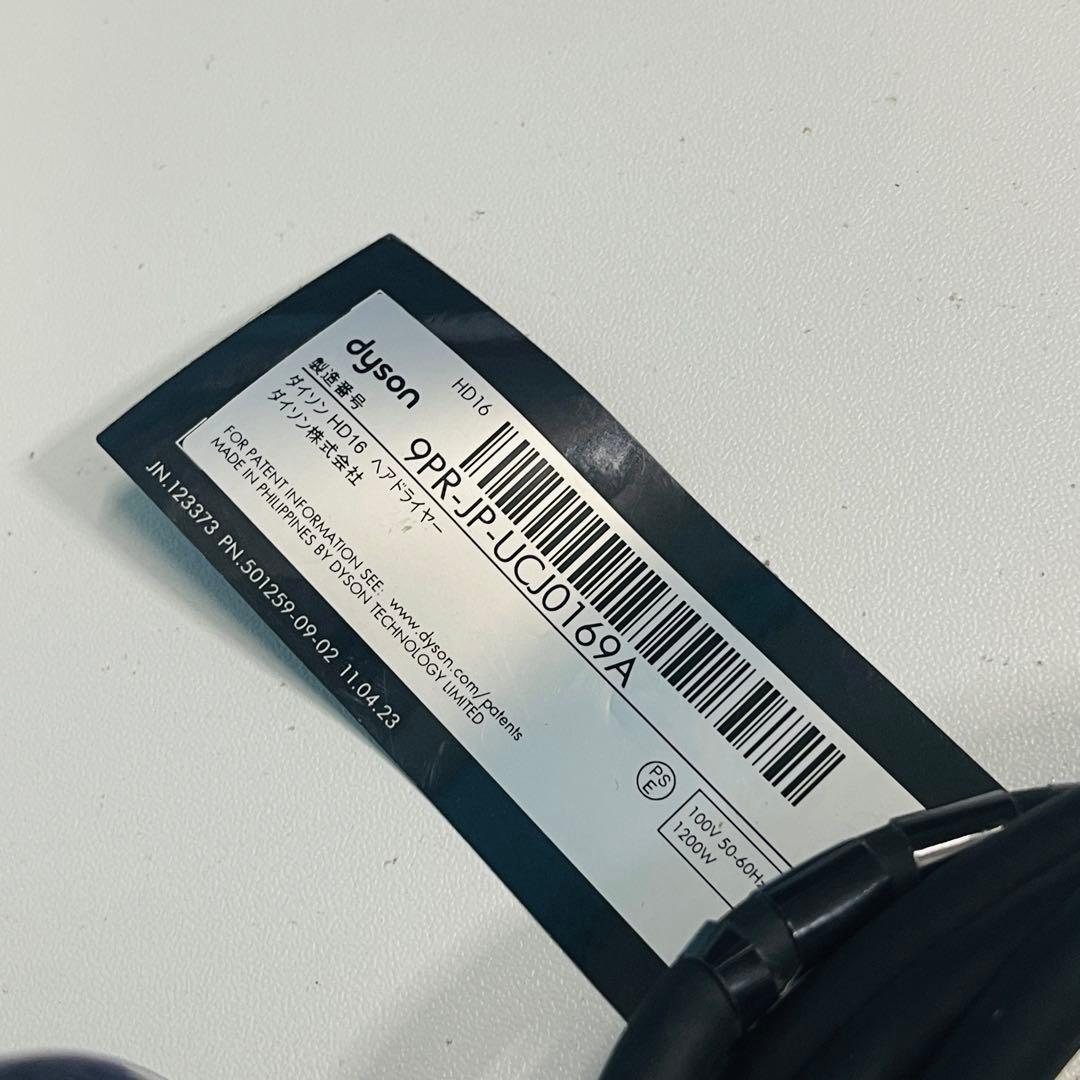 dyson
HD16
製造番号
9PR-JP-UCJ0169A
ダイソン HD16 ヘアドライヤー
ダイソン株式会社
FOR PATENT INFORMATION SEE: www.dyson.com/patents
MADE IN PHILIPPINES BY DYSON TECHNOLOGY LIMITED
PS
E
100V 50-60Hz
1200W
JN.123373 PN.501259-09-02 11.04.23